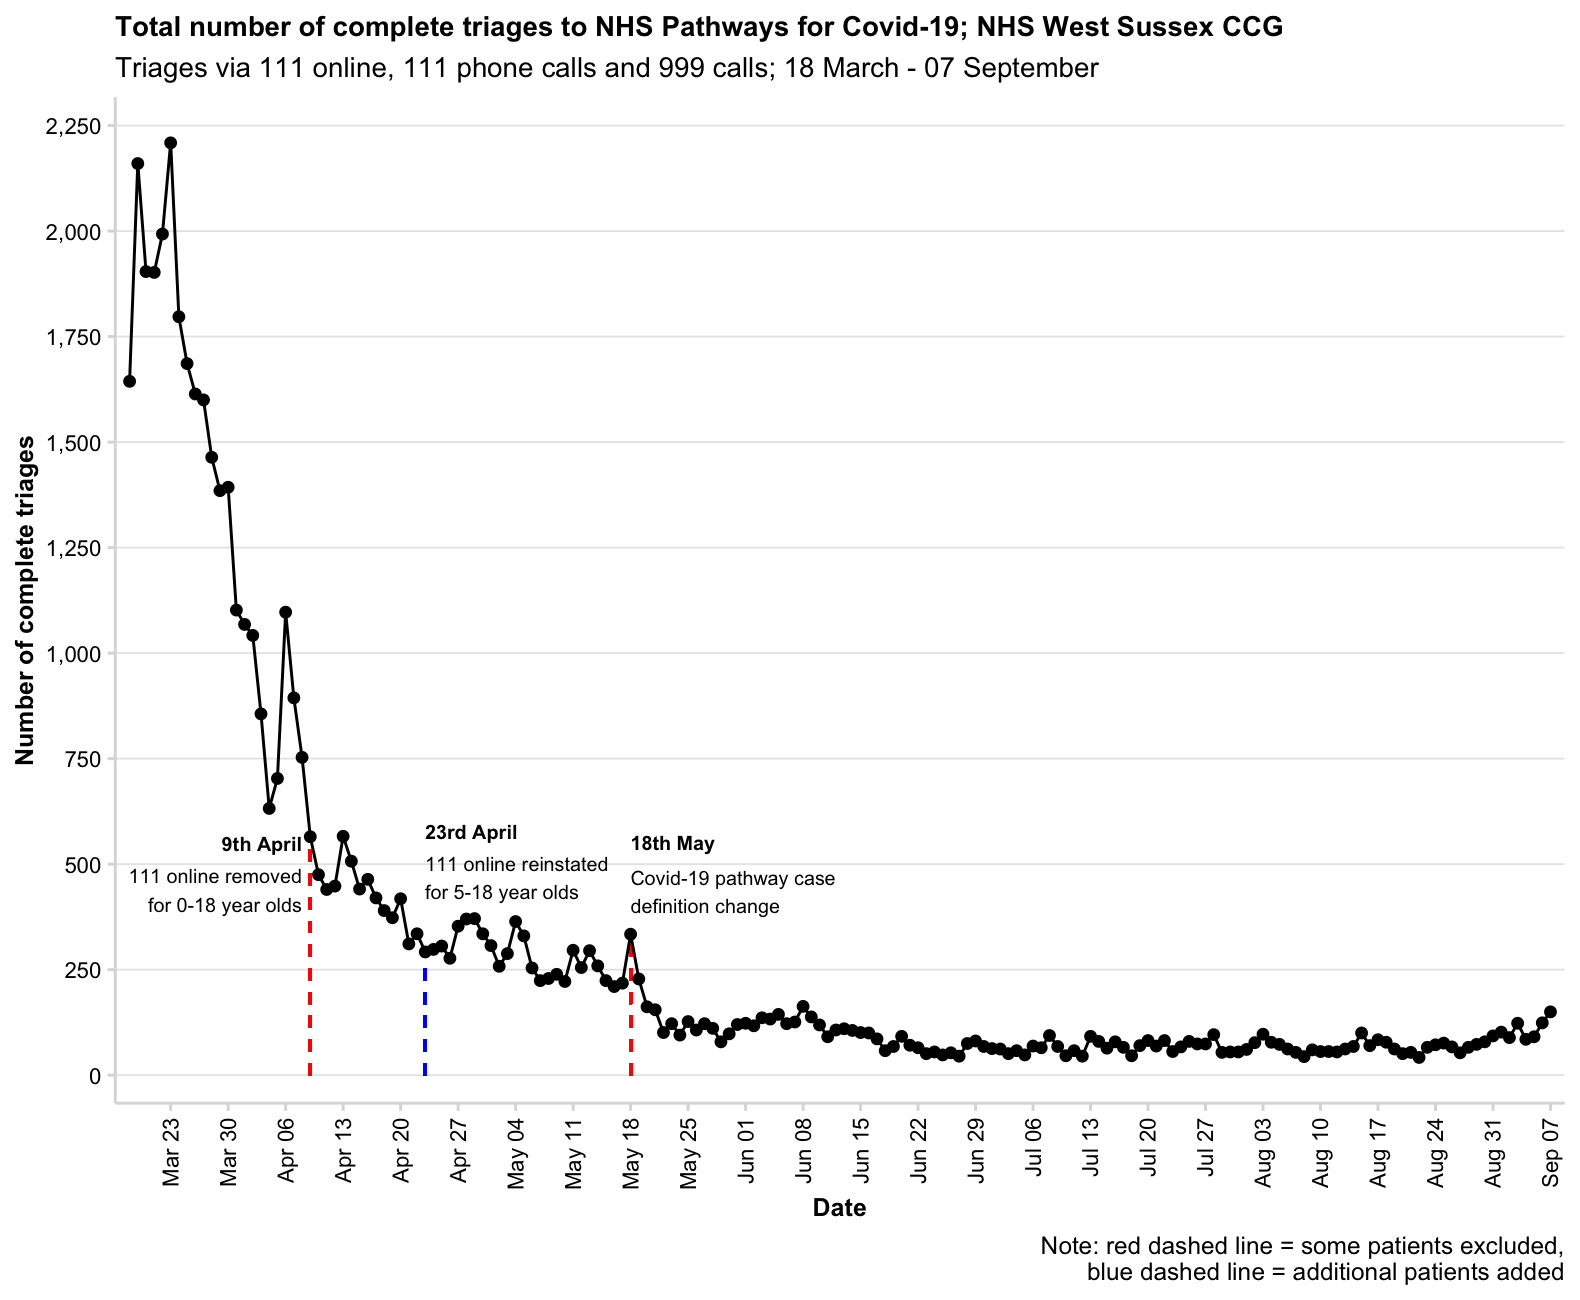 Total number of complete triages to NHS Pathways for Covid-19; NHS West Sussex CCG
Triages via 111 online, 111 phone calls and 999 calls; 18 March - 07 September
Number of complete triages
2,250
2,000
1,750
1,500
1,250
1,000
750
500
250
0
9th April
111 online removed
for 0-18 year olds
23rd April
111 online reinstated
for 5-18 year olds
18th May
Covid-19 pathway case
definition change
Mar 23
Mar 30
Apr 06
Apr 13
Apr 20
Apr 27
May 04
May 11
May 18
May 25
Jun 01
Jun 08
Jun 15
Jun 22
Jun 29
Jul 06
Jul 13
Jul 20
Jul 27
Aug 03
Aug 10
Aug 17
Aug 24
Aug 31
Sep 07
Date
Note: red dashed line = some patients excluded,
blue dashed line = additional patients added